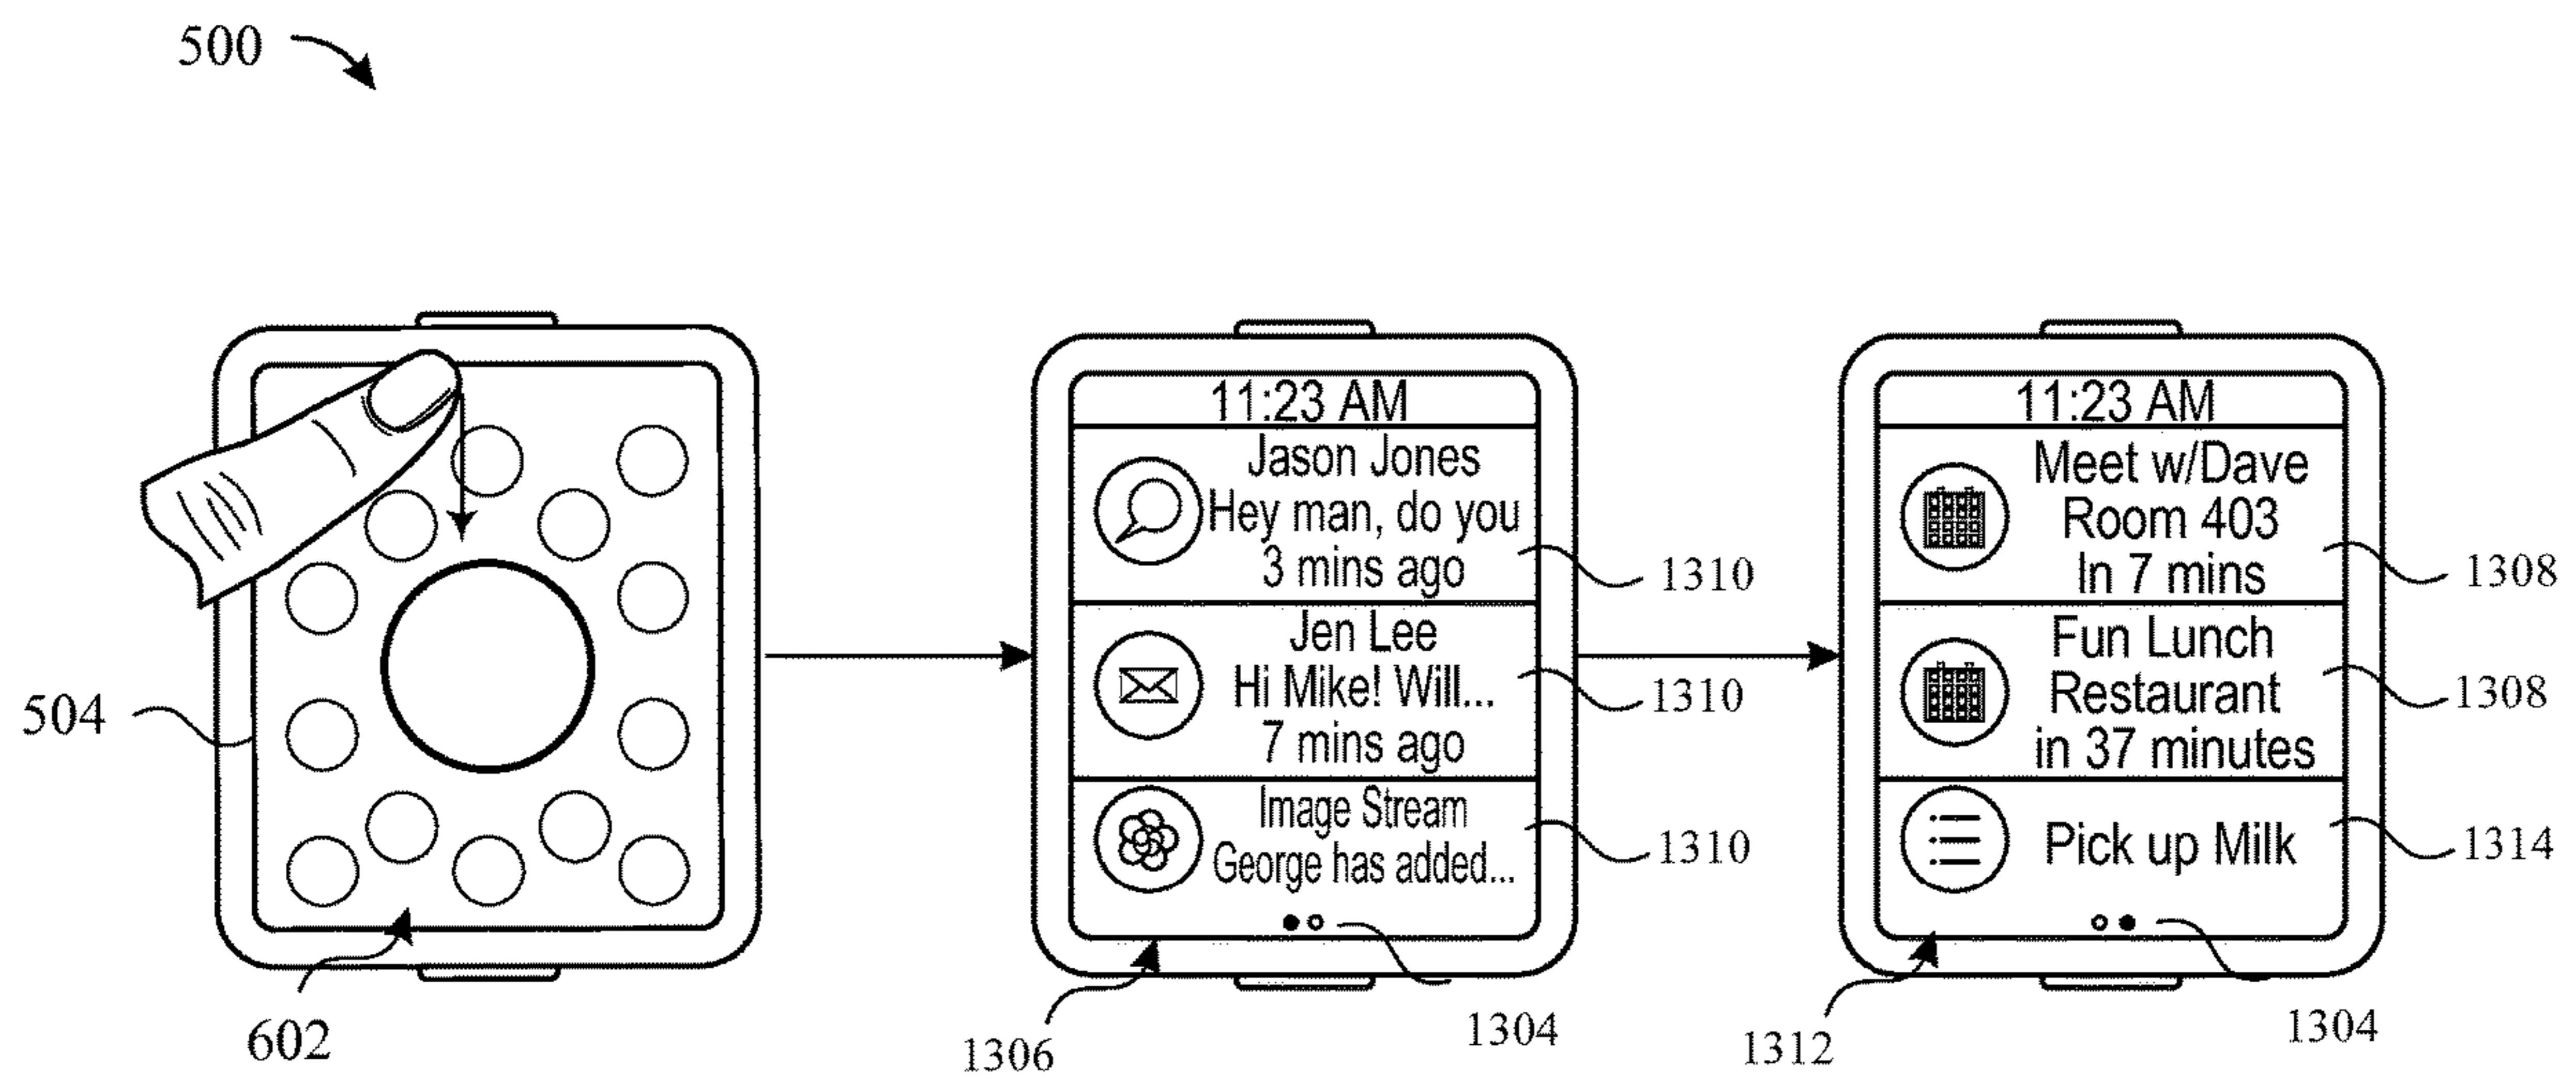 500
504
602
11:23 AM
Jason Jones
Hey man, do you
3 mins ago
1310
Jen Lee
Hi Mike! Will...
7 mins ago
1310
Image Stream
George has added...
1310
1306
1304
11:23 AM
Meet w/Dave
Room 403
In 7 mins
1308
Fun Lunch
Restaurant
in 37 minutes
1308
Pick up Milk
1314
1312
1304